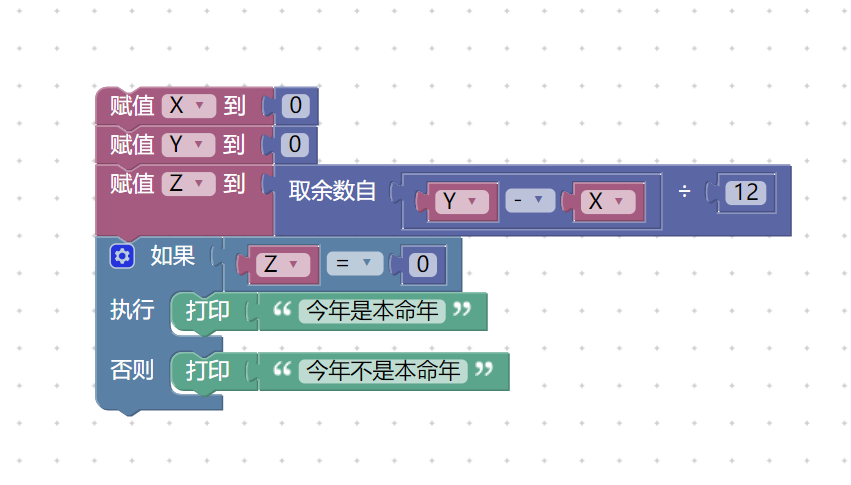 赋值 X 到 0
赋值 Y 到 0
赋值 Z 到 取余数自 Y - X ÷ 12
如果 Z = 0
执行 打印 “ 今年是本命年 ”
否则 打印 “ 今年不是本命年 ”